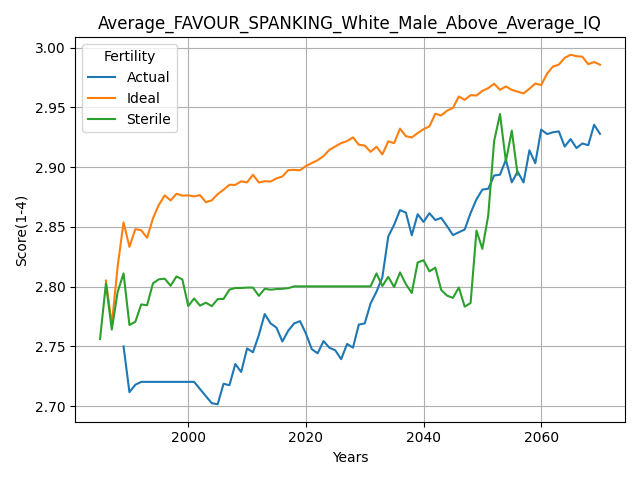 Average_FAVOUR_SPANKING_White_Male_Above_Average_IQ
Score(1-4)
3.00
2.95
2.90
2.85
2.80
2.75
2.70
Fertility
Actual
Ideal
Sterile
2000
2020
2040
2060
Years